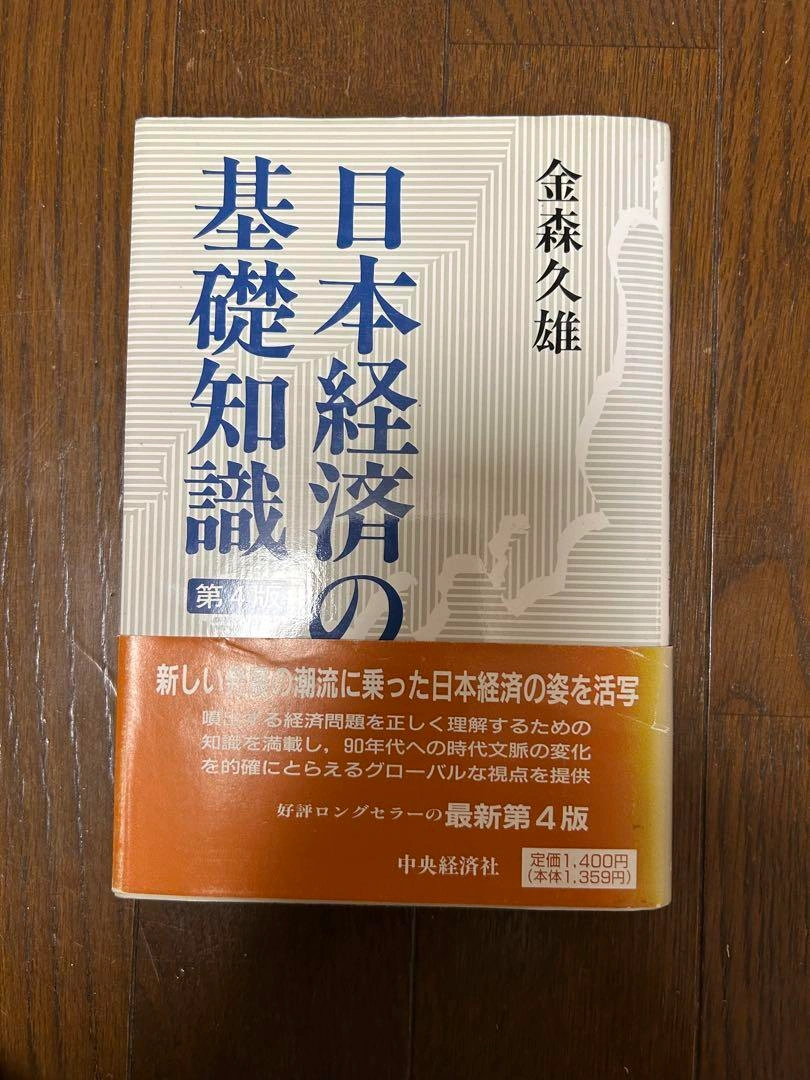 金森久雄
日本経済の
基礎知識
第4版
新しい の潮流に乗った日本経済の姿を活写
噴出する経済問題を正しく理解するための
知識を満載し，90年代への時代文脈の変化
を的確にとらえるグローバルな視点を提供
好評ロングセラーの最新第4版
中央経済社
定価1,400円
(本体1,359円)